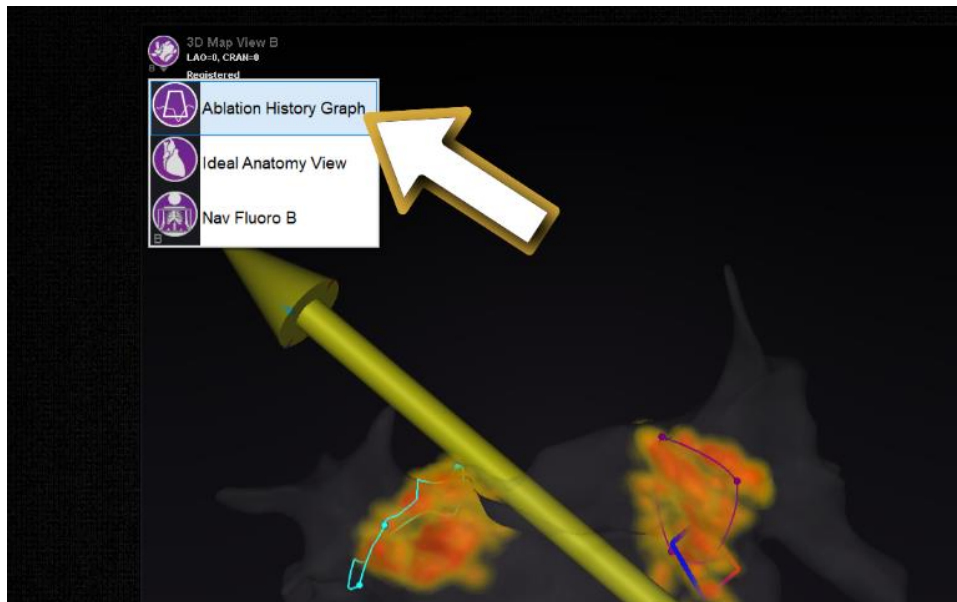 3D Map View B
LAO=0, CRAN=0
B
Registered
Ablation History Graph
Ideal Anatomy View
Nav Fluoro B
B